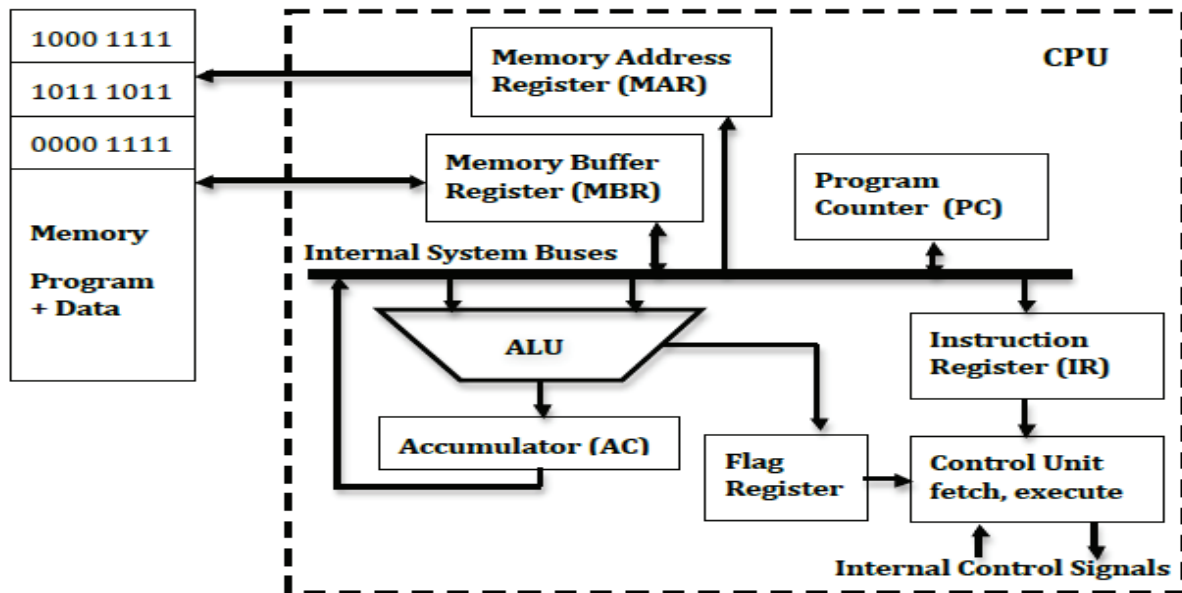 1000 1111
1011 1011
0000 1111
Memory
Program
+ Data
CPU
Memory Address
Register (MAR)
Memory Buffer
Register (MBR)
Program
Counter (PC)
Internal System Buses
ALU
Instruction
Register (IR)
Accumulator (AC)
Flag
Register
Control Unit
fetch, execute
Internal Control Signals